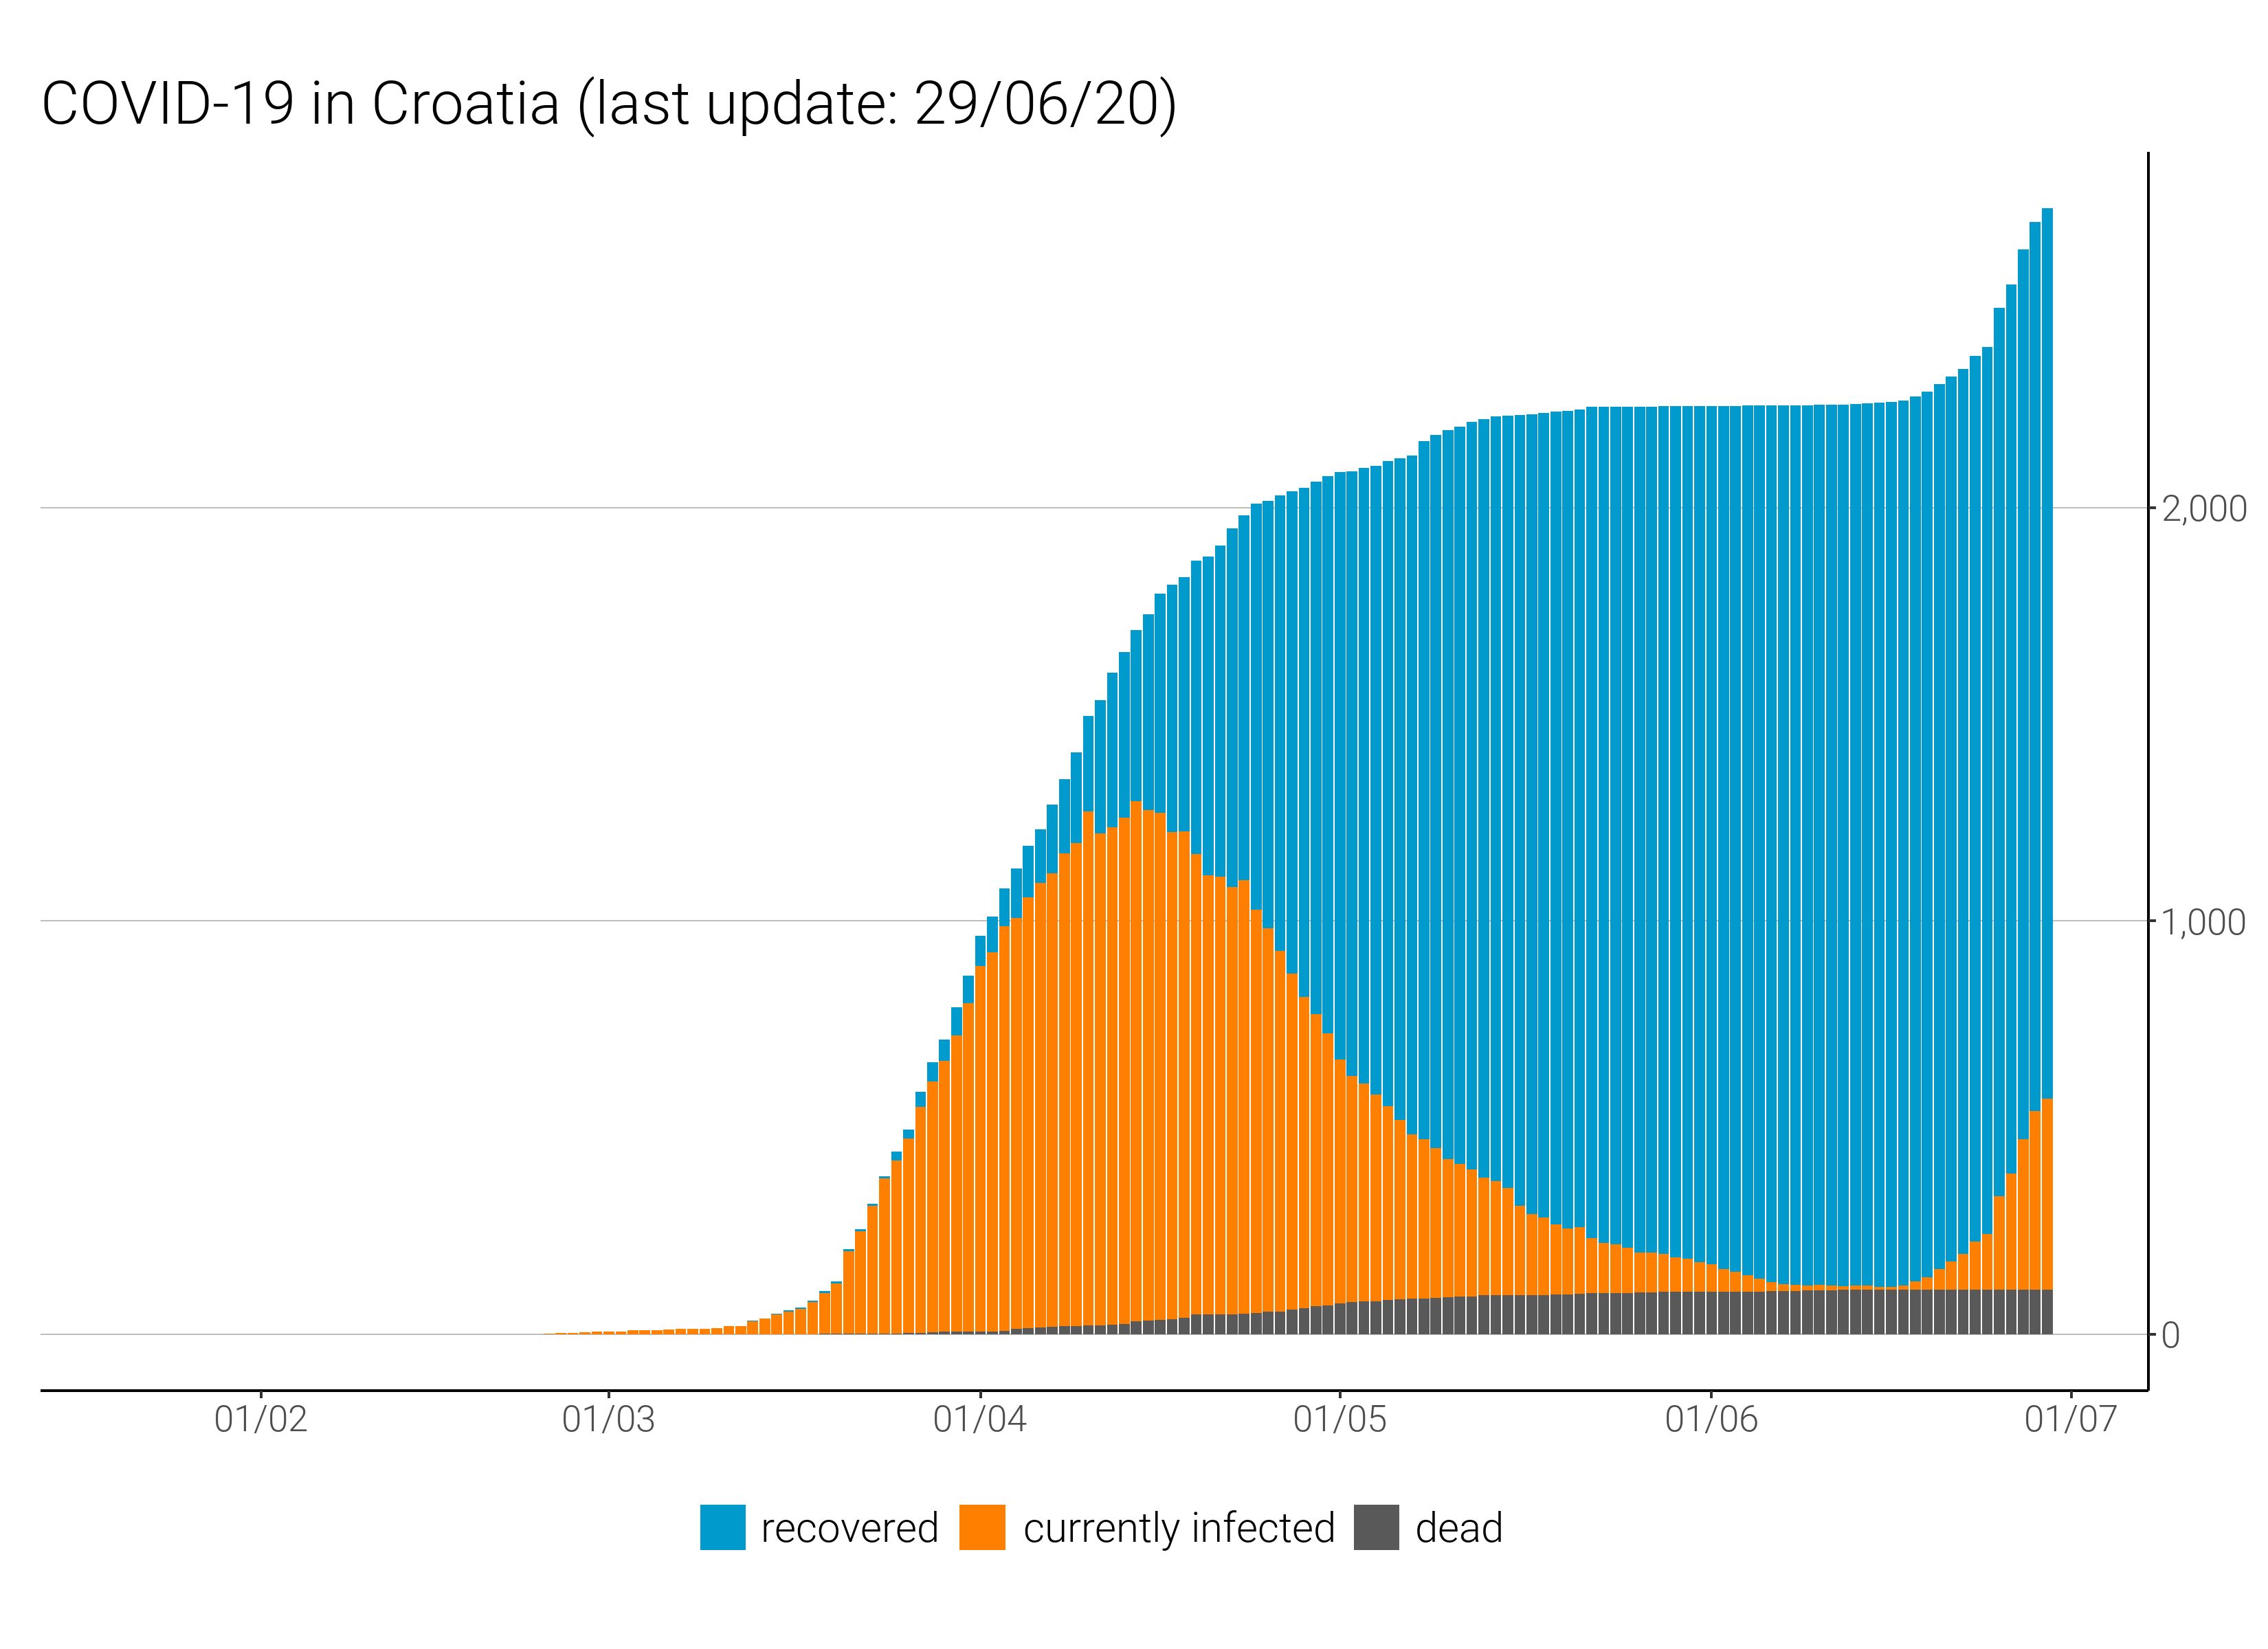 COVID-19 in Croatia (last update: 29/06/20)
2,000
1,000
0
01/02 01/03 01/04 01/05 01/06 01/07
recovered currently infected dead